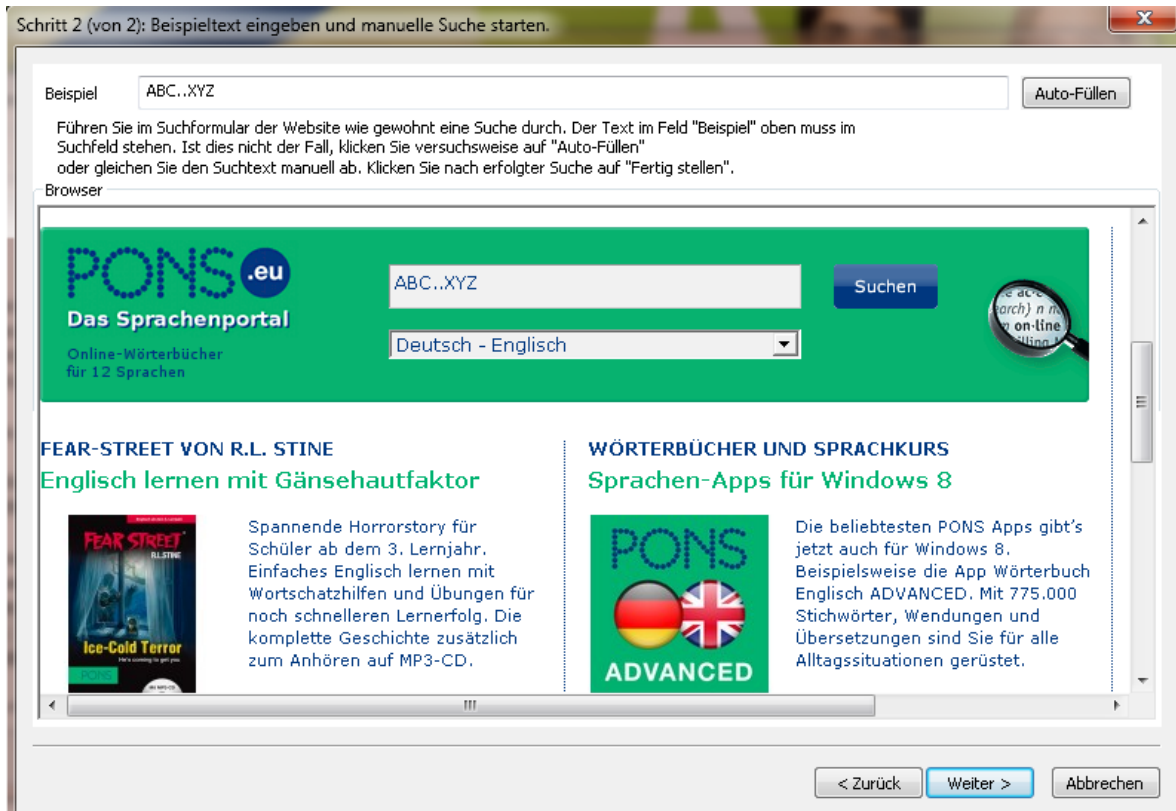 Schritt 2 (von 2): Beispieltext eingeben und manuelle Suche starten.
Beispiel ABC..XYZ Auto-Füllen
Führen Sie im Suchformular der Website wie gewohnt eine Suche durch. Der Text im Feld "Beispiel" oben muss im
Suchfeld stehen. Ist dies nicht der Fall, klicken Sie versuchsweise auf "Auto-Füllen"
oder gleichen Sie den Suchtext manuell ab. Klicken Sie nach erfolgter Suche auf "Fertig stellen".
Browser
PONS .eu
Das Sprachenportal
Online-Wörterbücher
für 12 Sprachen
ABC..XYZ
Suchen
Deutsch - Englisch
on-line
FEAR-STREET VON R.L. STINE
Englisch lernen mit Gänsehautfaktor
FEAR STREET
R.L.STINE
Ice-Cold Terror
He's coming to get you.
PONS
Spannende Horrorstory für
Schüler ab dem 3. Lernjahr.
Einfaches Englisch lernen mit
Wortschatzhilfen und Übungen für
noch schnelleren Lernerfolg. Die
komplette Geschichte zusätzlich
zum Anhören auf MP3-CD.
WÖRTERBÜCHER UND SPRACHKURS
Sprachen-Apps für Windows 8
PONS
ADVANCED
Die beliebtesten PONS Apps gibt's
jetzt auch für Windows 8.
Beispielsweise die App Wörterbuch
Englisch ADVANCED. Mit 775.000
Stichwörter, Wendungen und
Übersetzungen sind Sie für alle
Alltagssituationen gerüstet.
< Zurück Weiter > Abbrechen